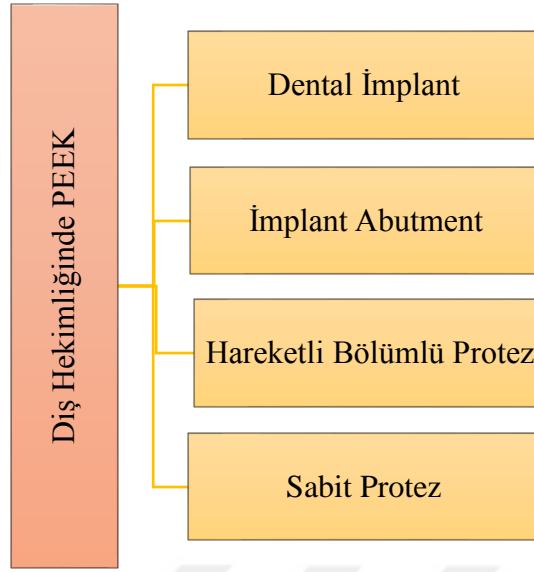 Diş Hekimliğinde PEEK
Dental İmplant
İmplant Abutment
Hareketli Bölümlü Protez
Sabit Protez